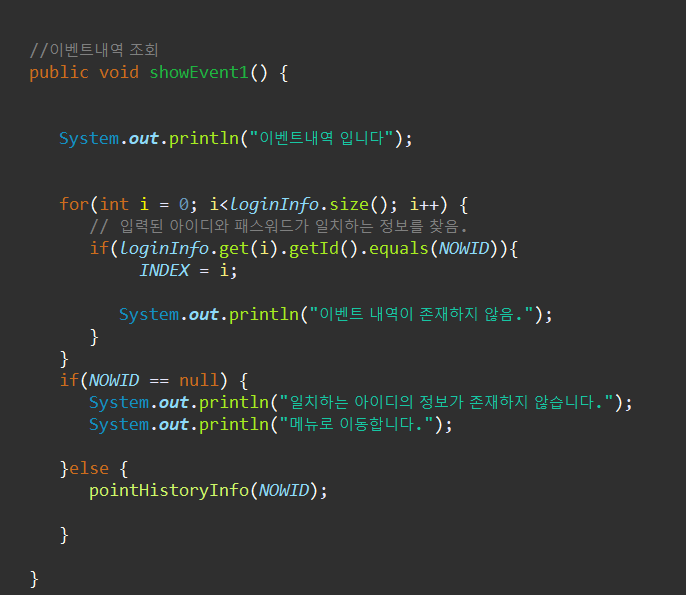 //이벤트내역 조회
public void showEvent1() {
System.out.println("이벤트내역 입니다");
for(int i = 0; i<loginInfo.size(); i++) {
// 입력된 아이디와 패스워드가 일치하는 정보를 찾음.
if(loginInfo.get(i).getId().equals(NOWID)){
INDEX = i;
System.out.println("이벤트 내역이 존재하지 않음.");
}
}
if(NOWID == null) {
System.out.println("일치하는 아이디의 정보가 존재하지 않습니다.");
System.out.println("메뉴로 이동합니다.");
}else {
pointHistoryInfo(NOWID);
}
}